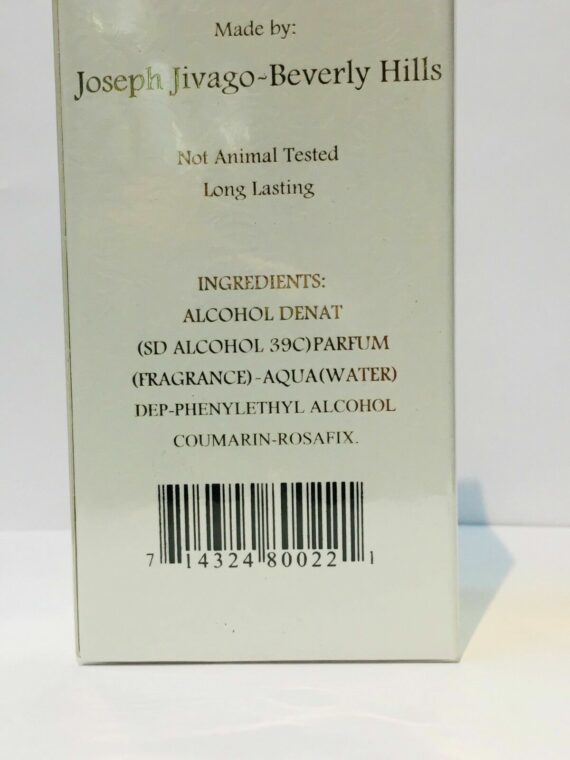 Made by:
Joseph Jivago-Beverly Hills
Not Animal Tested
Long Lasting
INGREDIENTS:
ALCOHOL DENAT
(SD ALCOHOL 39C)PARFUM
(FRAGRANCE)-AQUA(WATER)
DEP-PHENYLETHYL ALCOHOL
COUMARIN-ROSAFIX.
7 14324 80022 1